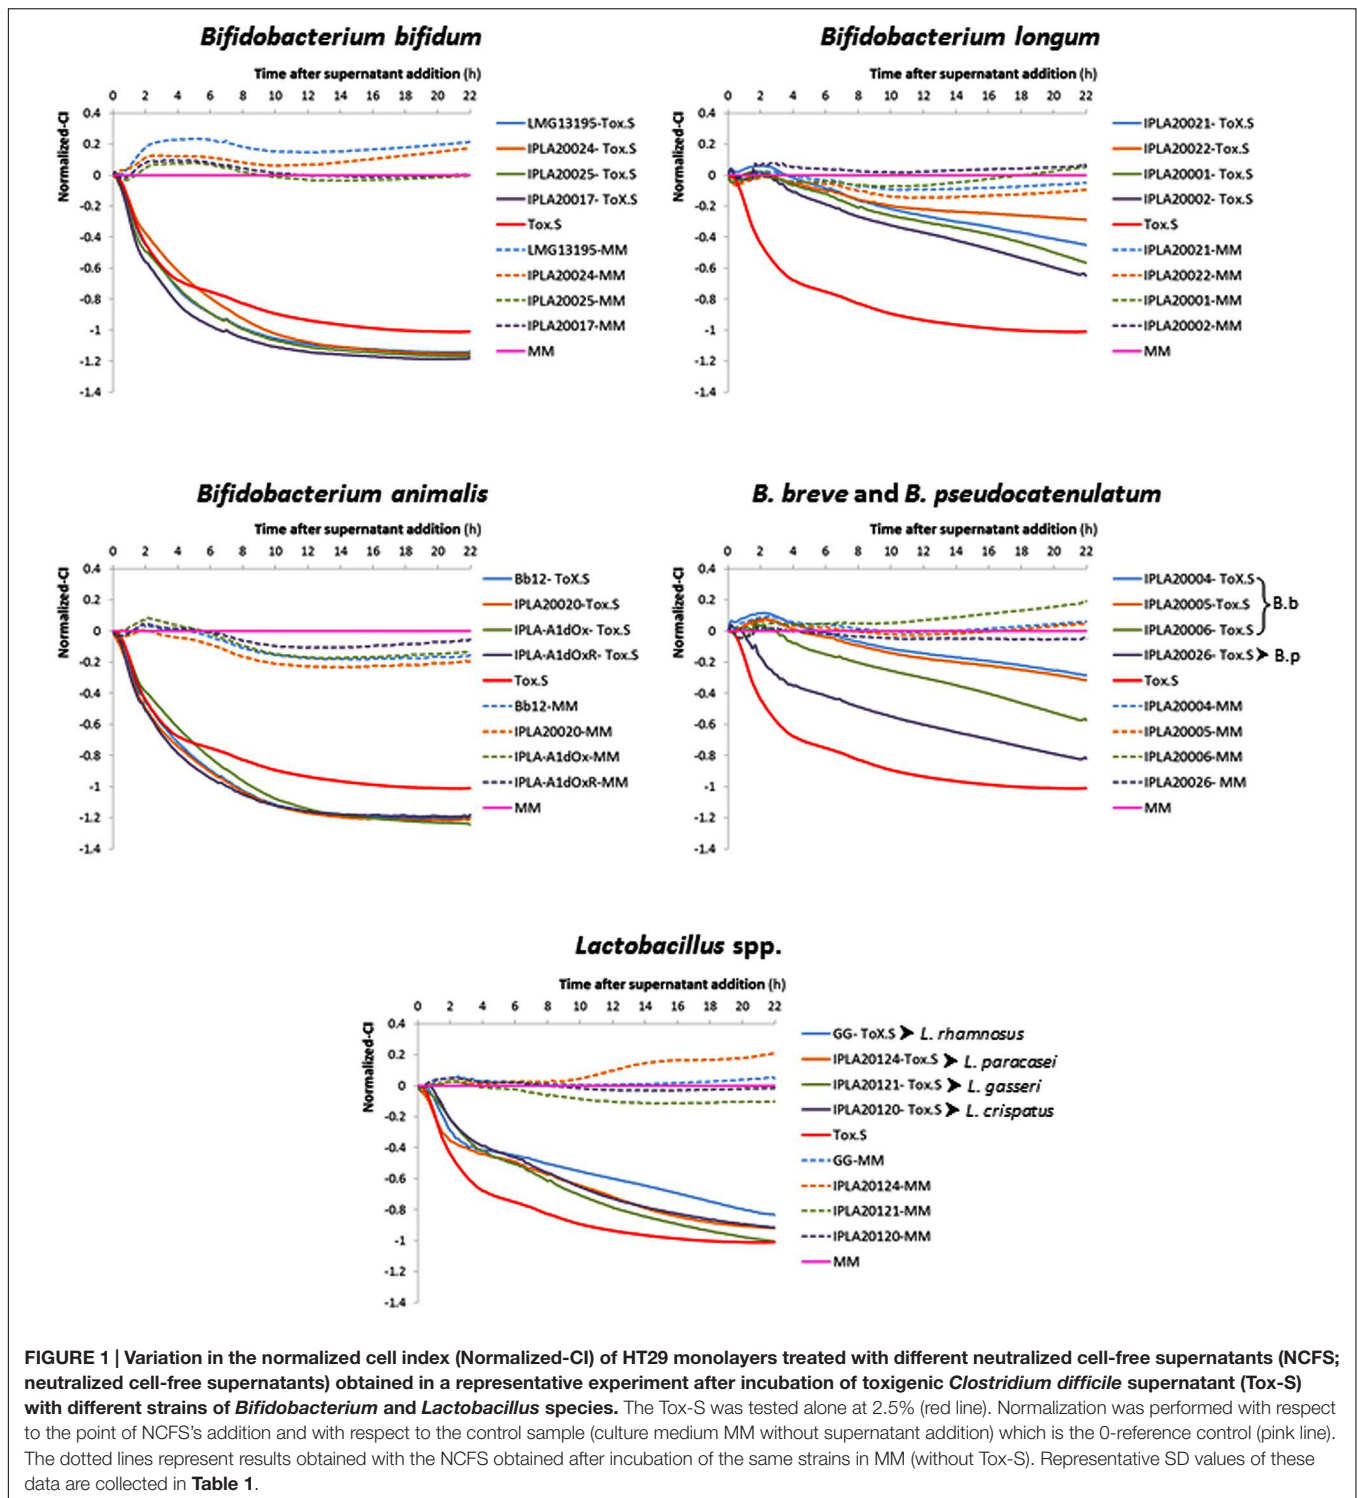 Bifidobacterium bifidum
Time after supernatant addition (h)
0 2 4 6 8 10 12 14 16 18 20 22
Normalized-CI
0.4
0.2
0
-0.2
-0.4
-0.6
-0.8
-1
-1.2
-1.4
LMG13195-Tox.S
IPLA20024- Tox.S
IPLA20025- Tox.S
IPLA20017- ToX.S
Tox.S
LMG13195-MM
IPLA20024-MM
IPLA20025-MM
IPLA20017-MM
MM
Bifidobacterium longum
Time after supernatant addition (h)
0 2 4 6 8 10 12 14 16 18 20 22
Normalized-CI
0.4
0.2
0
-0.2
-0.4
-0.6
-0.8
-1
-1.2
-1.4
IPLA20021- ToX.S
IPLA20022-Tox.S
IPLA20001- Tox.S
IPLA20002- Tox.S
Tox.S
IPLA20021-MM
IPLA20022-MM
IPLA20001-MM
IPLA20002-MM
MM
Bifidobacterium animalis
Time after supernatant addition (h)
0 2 4 6 8 10 12 14 16 18 20 22
Normalized-CI
0.4
0.2
0
-0.2
-0.4
-0.6
-0.8
-1
-1.2
-1.4
Bb12- ToX.S
IPLA20020-Tox.S
IPLA-A1dOx- Tox.S
IPLA-A1dOxR- Tox.S
Tox.S
Bb12-MM
IPLA20020-MM
IPLA-A1dOx-MM
IPLA-A1dOxR-MM
MM
B. breve and B. pseudocatenulatum
Time after supernatant addition (h)
0 2 4 6 8 10 12 14 16 18 20 22
Normalized-CI
0.4
0.2
0
-0.2
-0.4
-0.6
-0.8
-1
-1.2
-1.4
IPLA20004- ToX.S
IPLA20005-Tox.S
B.b
IPLA20006- Tox.S
IPLA20026- Tox.S ➤ B.p
Tox.S
IPLA20004-MM
IPLA20005-MM
IPLA20006-MM
IPLA20026- MM
MM
Lactobacillus spp.
Time after supernatant addition (h)
0 2 4 6 8 10 12 14 16 18 20 22
Normalized-CI
0.4
0.2
0
-0.2
-0.4
-0.6
-0.8
-1
-1.2
-1.4
GG- ToX.S ➤ L. rhamnosus
IPLA20124-Tox.S ➤ L. paracasei
IPLA20121- Tox.S ➤ L. gasseri
IPLA20120- Tox.S ➤ L. crispatus
Tox.S
GG-MM
IPLA20124-MM
IPLA20121-MM
IPLA20120-MM
MM
FIGURE 1 | Variation in the normalized cell index (Normalized-CI) of HT29 monolayers treated with different neutralized cell-free supernatants (NCFS;
neutralized cell-free supernatants) obtained in a representative experiment after incubation of toxigenic Clostridium difficile supernatant (Tox-S)
with different strains of Bifidobacterium and Lactobacillus species. The Tox-S was tested alone at 2.5% (red line). Normalization was performed with respect
to the point of NCFS's addition and with respect to the control sample (culture medium MM without supernatant addition) which is the 0-reference control (pink line).
The dotted lines represent results obtained with the NCFS obtained after incubation of the same strains in MM (without Tox-S). Representative SD values of these
data are collected in Table 1.